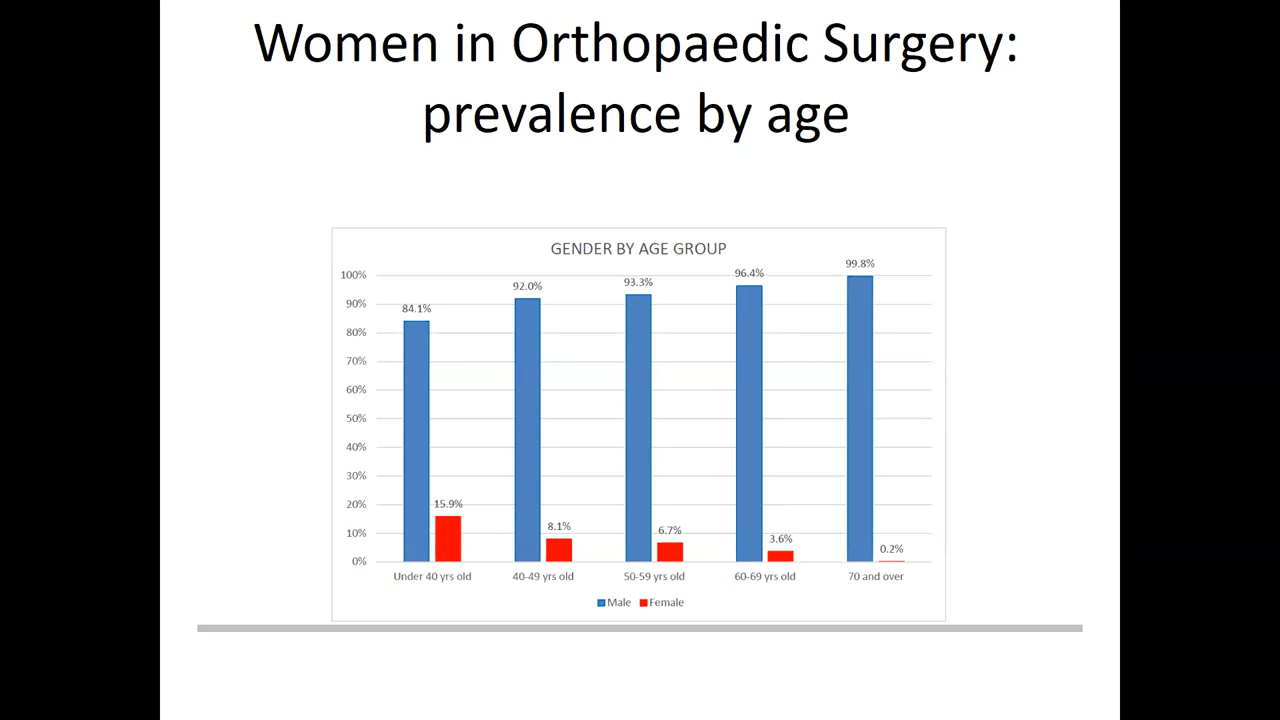 Women in Orthopaedic Surgery:
prevalence by age
GENDER BY AGE GROUP
100%
90%
80%
70%
60%
50%
40%
30%
20%
10%
0%
84.1%
92.0%
93.3%
96.4%
99.8%
15.9%
8.1%
6.7%
3.6%
0.2%
Under 40 yrs old
40-49 yrs old
50-59 yrs old
60-69 yrs old
70 and over
Male Female